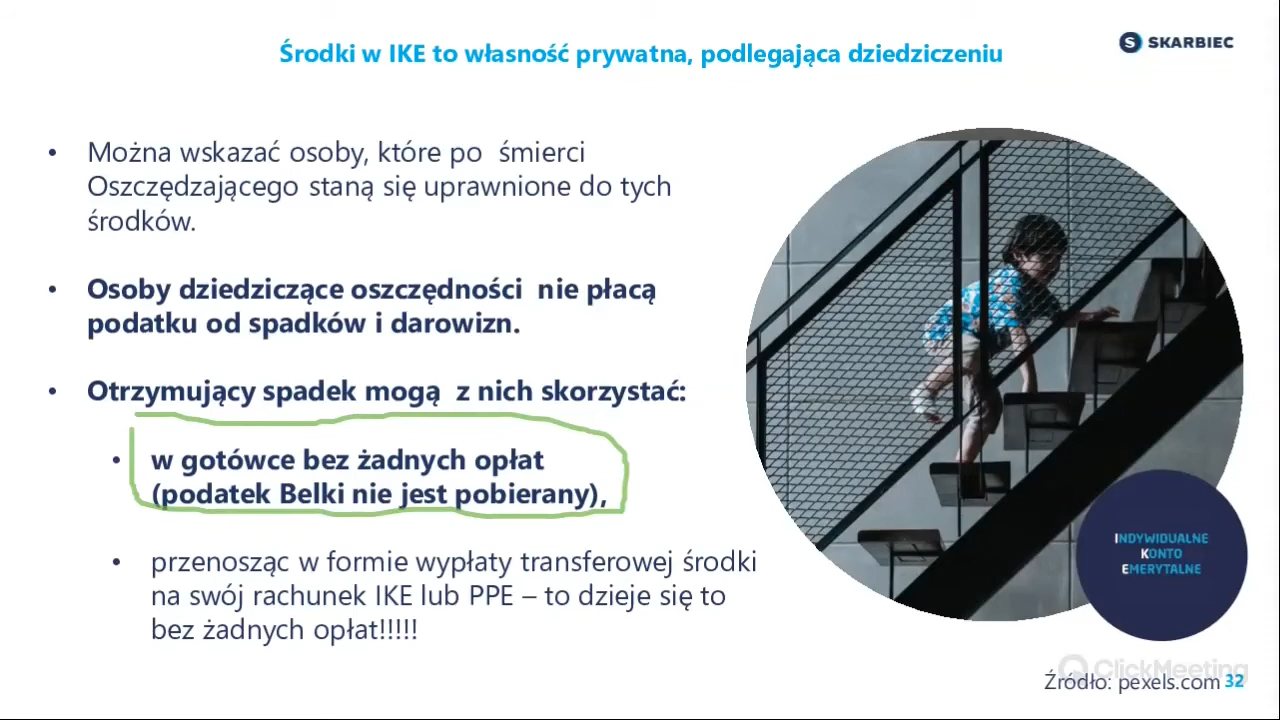 Środki w IKE to własność prywatna, podlegająca dziedziczeniu
SKARBIEC
• Można wskazać osoby, które po śmierci
Oszczędzającego staną się uprawnione do tych
środków.
• Osoby dziedziczące oszczędności nie płacą
podatku od spadków i darowizn.
• Otrzymujący spadek mogą z nich skorzystać:
• w gotówce bez żadnych opłat
(podatek Belki nie jest pobierany),
• przenosząc w formie wypłaty transferowej środki
na swój rachunek IKE lub PPE – to dzieje się to
bez żadnych opłat!!!!!
INDYWIDUALNE
KONTO
EMERYTALNE
ClickMeeting
Źródło: pexels.com 32